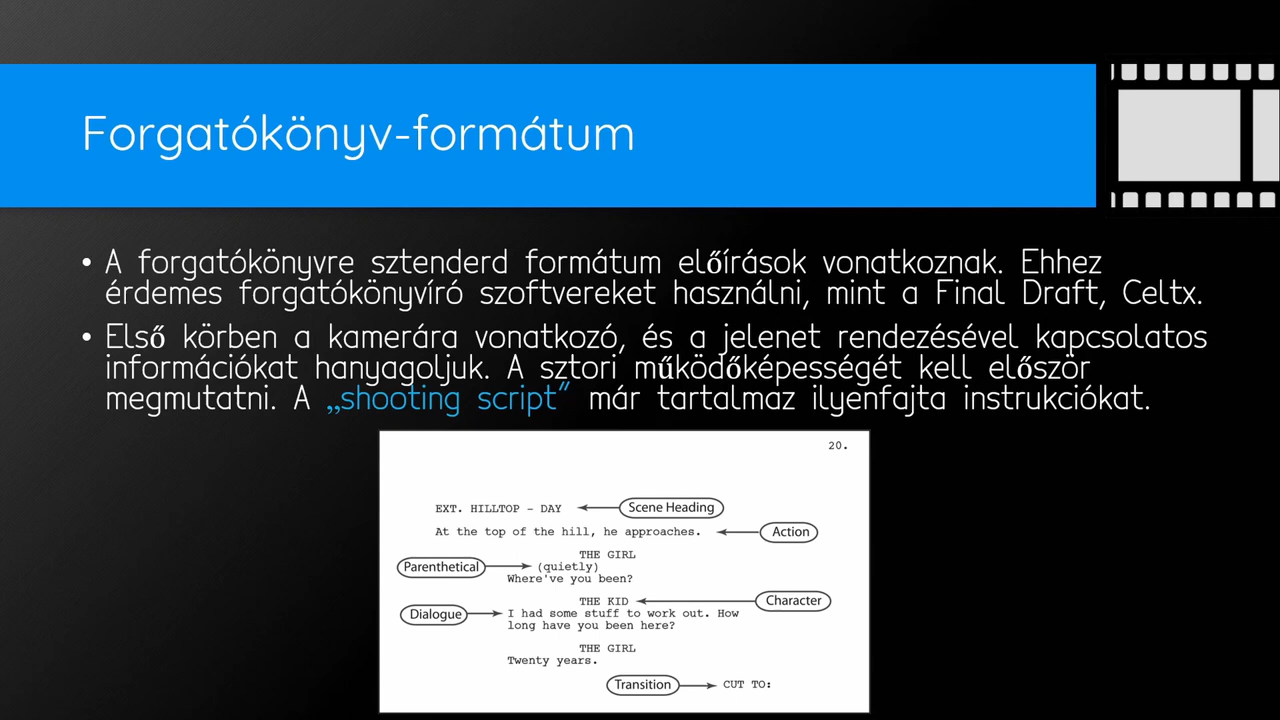 Forgatókönyv-formátum
• A forgatókönyvre sztenderd formátum előírások vonatkoznak. Ehhez
érdemes forgatókönyvíró szoftvereket használni, mint a Final Draft, Celtx.
• Első körben a kamerára vonatkozó, és a jelenet rendezésével kapcsolatos
információkat hanyagoljuk. A sztori működőképességét kell először
megmutatni. A „shooting script” már tartalmaz ilyenfajta instrukciókat.
20.
EXT. HILLTOP - DAY Scene Heading
At the top of the hill, he approaches. Action
THE GIRL
Parenthetical (quietly)
Where've you been?
THE KID Character
Dialogue I had some stuff to work out. How
long have you been here?
THE GIRL
Twenty years.
Transition CUT TO: